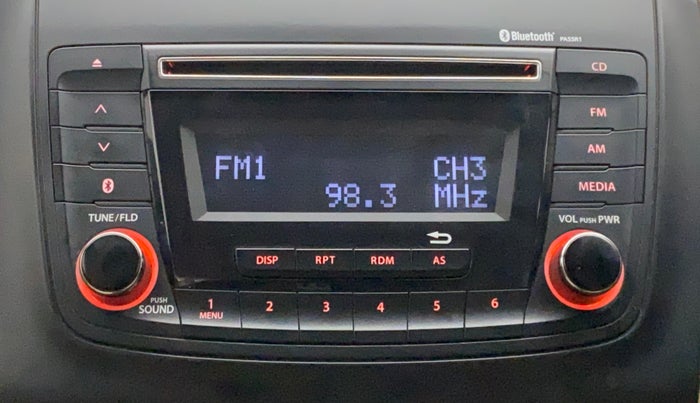 Bluetooth PASSR1
CD
FM
AM
MEDIA
FM1 CH3
98.3 MHz
TUNE/FLD
VOL PUSH PWR
DISP RPT RDM AS
PUSH
SOUND
1 2 3 4 5 6
MENU